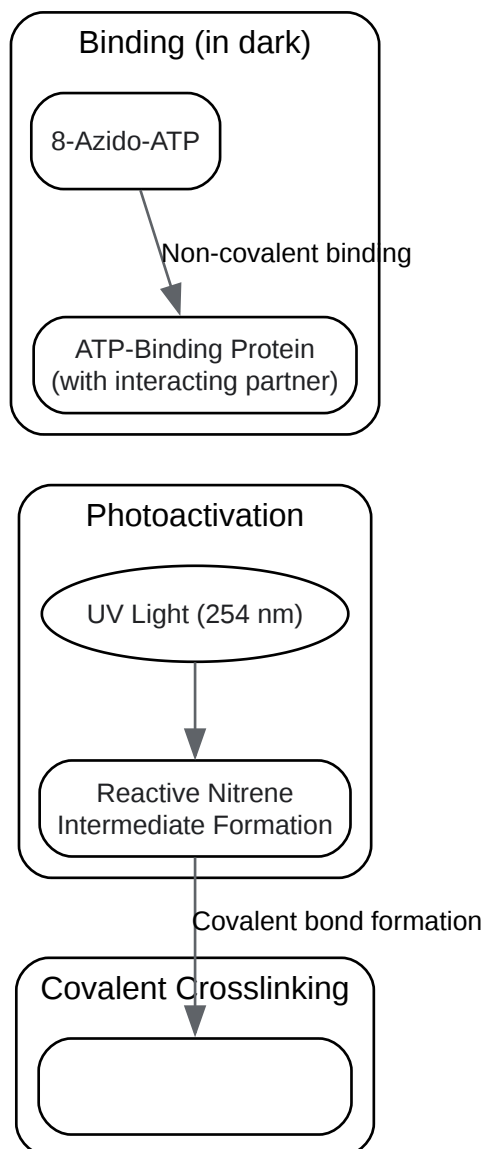 Binding (in dark)
8-Azido-ATP
Non-covalent binding
ATP-Binding Protein
(with interacting partner)
Photoactivation
UV Light (254 nm)
Reactive Nitrene
Intermediate Formation
Covalent bond formation
Covalent Crosslinking